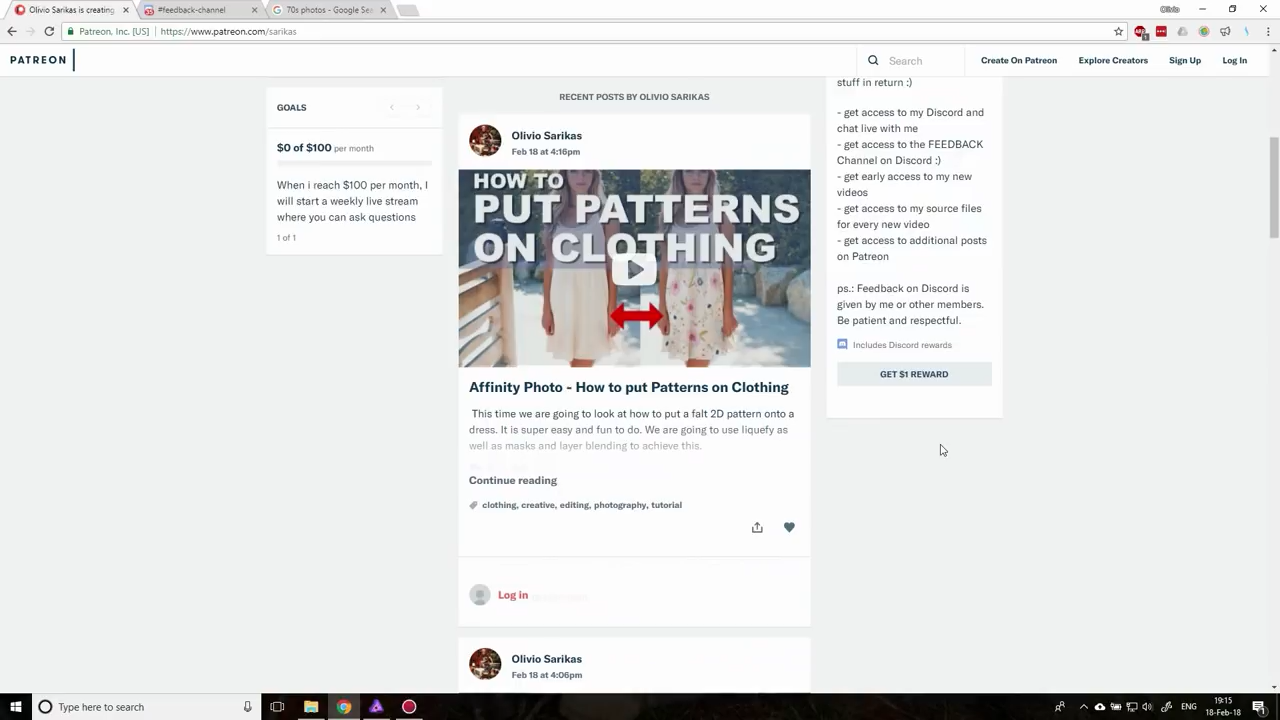 Olivio Sarikas is creating
#feedback-channel
70s photos - Google Sea
Olivio
Patreon, Inc. [US]
https://www.patreon.com/sarikas
PATREON
Search
Create On Patreon
Explore Creators
Sign Up
Log In
GOALS
$0 of $100 per month
When i reach $100 per month, I
will start a weekly live stream
where you can ask questions
1 of 1
RECENT POSTS BY OLIVIO SARIKAS
Olivio Sarikas
Feb 18 at 4:16pm
HOW TO
PUT PATTERNS
ON CLOTHING
Affinity Photo - How to put Patterns on Clothing
This time we are going to look at how to put a falt 2D pattern onto a
dress. It is super easy and fun to do. We are going to use liquefy as
well as masks and layer blending to achieve this.
Continue reading
clothing, creative, editing, photography, tutorial
Log in
Olivio Sarikas
Feb 18 at 4:06pm
stuff in return :)
- get access to my Discord and
chat live with me
- get access to the FEEDBACK
Channel on Discord :)
- get early access to my new
videos
- get access to my source files
for every new video
- get access to additional posts
on Patreon
ps.: Feedback on Discord is
given by me or other members.
Be patient and respectful.
Includes Discord rewards
GET $1 REWARD
Type here to search
19:15
18-Feb-18